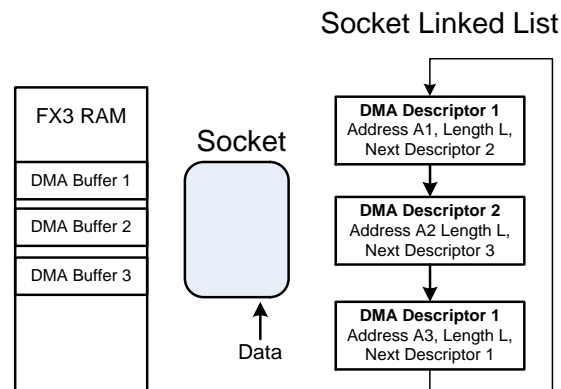 Socket Linked List
FX3 RAM
DMA Buffer 1
DMA Buffer 2
DMA Buffer 3
Socket
Data
DMA Descriptor 1
Address A1, Length L,
Next Descriptor 2
DMA Descriptor 2
Address A2 Length L,
Next Descriptor 3
DMA Descriptor 1
Address A3, Length L,
Next Descriptor 1